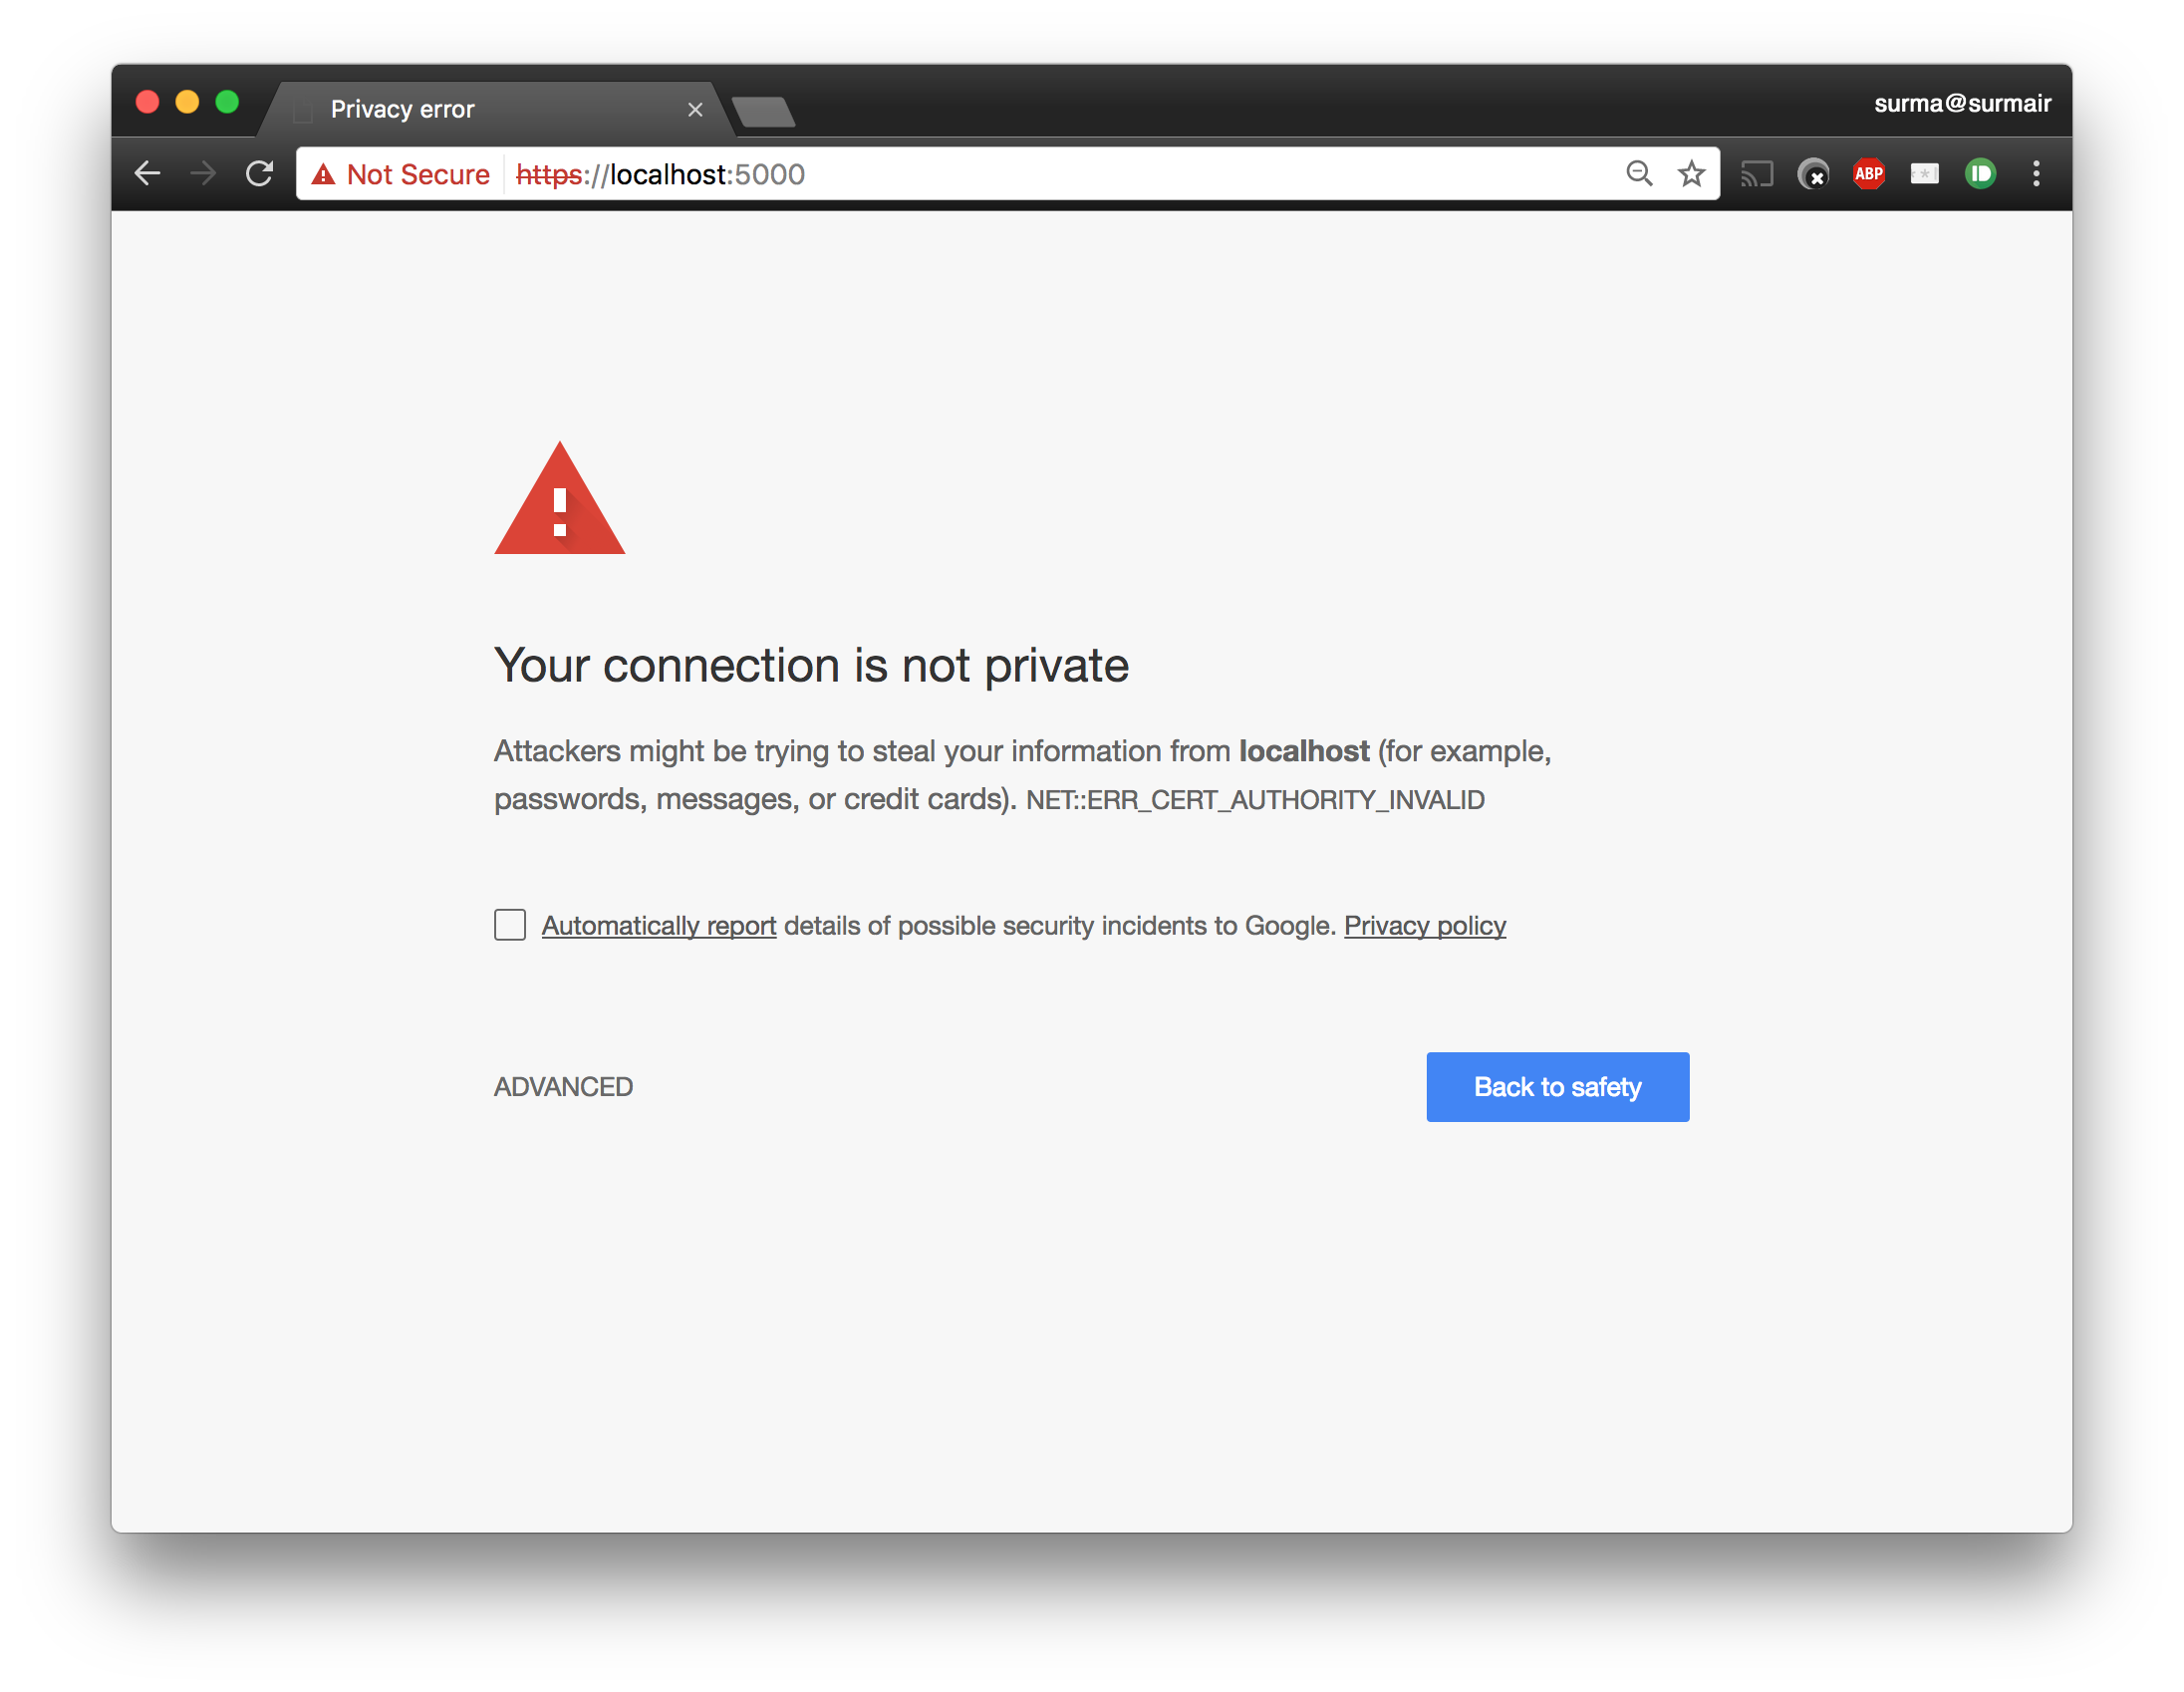 Privacy error
surma@surmair
Not Secure https://localhost:5000
ABP
Your connection is not private
Attackers might be trying to steal your information from localhost (for example,
passwords, messages, or credit cards). NET::ERR_CERT_AUTHORITY_INVALID
Automatically report details of possible security incidents to Google. Privacy policy
ADVANCED
Back to safety